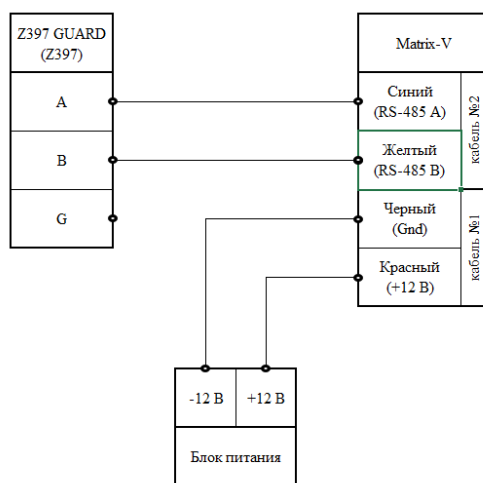 Z397 GUARD
(Z397)
A
B
G
Matrix-V
Синий
(RS-485 A)
Желтый
(RS-485 B)
кабель №2
Черный
(Gnd)
Красный
(+12 В)
кабель №1
-12 В
+12 В
Блок питания